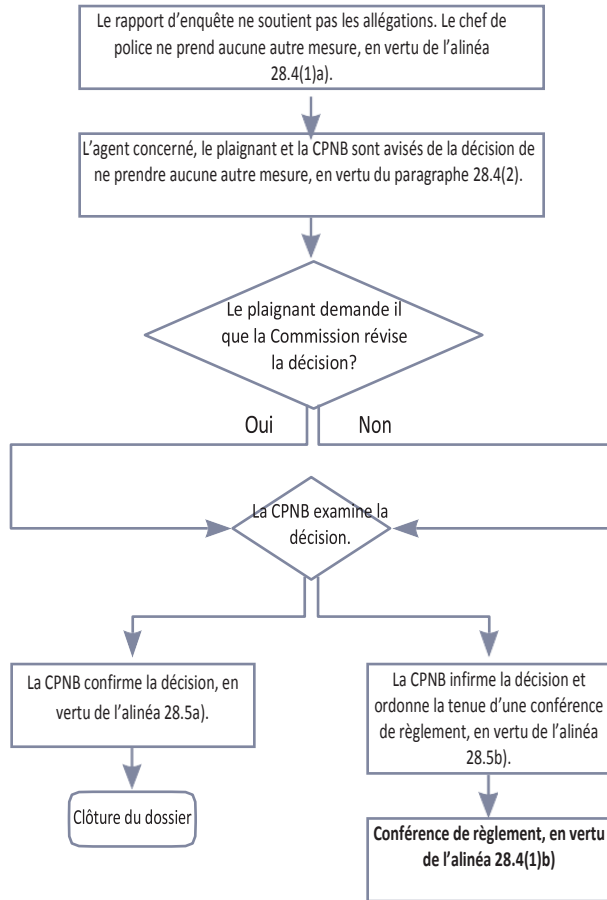 Le rapport d’enquête ne soutient pas les allégations. Le chef de
police ne prend aucune autre mesure, en vertu de l’alinéa
28.4(1)a).
L’agent concerné, le plaignant et la CPNB sont avisés de la décision de
ne prendre aucune autre mesure, en vertu du paragraphe 28.4(2).
Le plaignant demande il
que la Commission révise
la décision?
Oui
Non
La CPNB examine la
décision.
La CPNB confirme la décision, en
vertu de l’alinéa 28.5a).
La CPNB infirme la décision et
ordonne la tenue d’une conférence
de règlement, en vertu de l’alinéa
28.5b).
Clôture du dossier
Conférence de règlement, en vertu
de l’alinéa 28.4(1)b)